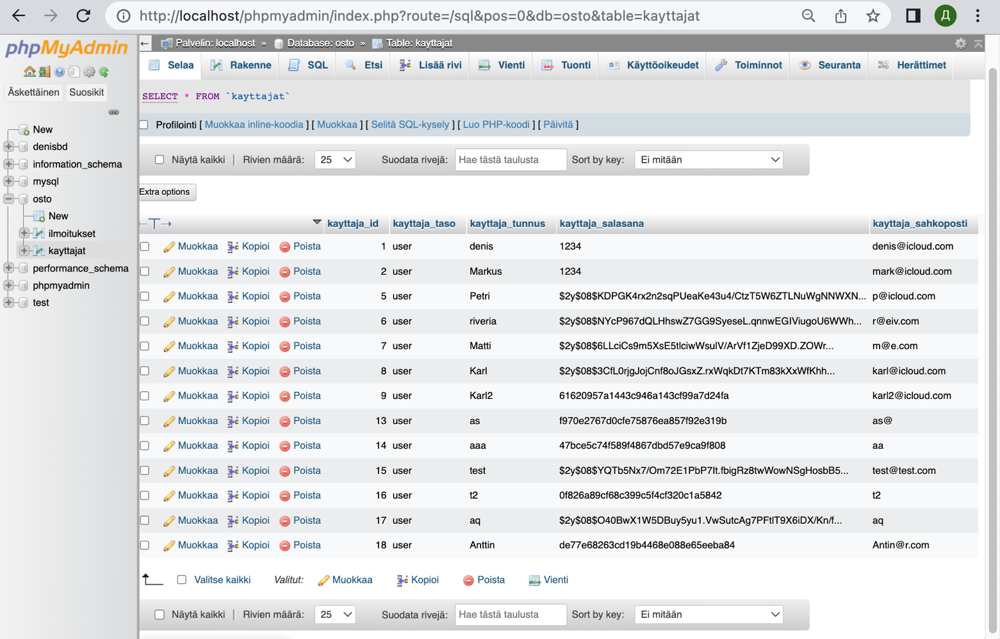 http://localhost/phpmyadmin/index.php?route=/sql&pos=0&db=osto&table=kayttajat
Д
phpMyAdmin
Äskettäinen Suosikit
New
denisbd
information_schema
mysql
osto
New
ilmoitukset
kayttajat
performance_schema
phpmyadmin
test
Palvelin: localhost » Database: osto » Table: kayttajat
Selaa Rakenne SQL Etsi Lisää rivi Vienti Tuonti Käyttöoikeudet Toiminnot Seuranta Herättimet
SELECT * FROM `kayttajat`
Profilointi [ Muokkaa inline-koodia ] [ Muokkaa ] [ Selitä SQL-kysely ] [ Luo PHP-koodi ] [ Päivitä ]
Näytä kaikki | Rivien määrä: 25 Suodata rivejä: Hae tästä taulusta Sort by key: Ei mitään
Extra options
kayttaja_id kayttaja_taso kayttaja_tunnus kayttaja_salasana kayttaja_sahkoposti
Muokkaa Kopioi Poista 1 user denis 1234 denis@icloud.com
Muokkaa Kopioi Poista 2 user Markus 1234 mark@icloud.com
Muokkaa Kopioi Poista 5 user Petri $2y$08$KDPGK4rx2n2sqPUeaKe43u4/CtzT5W6ZTLNuWgNNWXN... p@icloud.com
Muokkaa Kopioi Poista 6 user riveria $2y$08$NYcP967dQLHhswZ7GG9SyeseL.qnnwEGIViugoU6WWh... r@eiv.com
Muokkaa Kopioi Poista 7 user Matti $2y$08$6LLciCs9m5XsE5tlciwWsulV/ArVf1ZjeD99XD.ZOWr... m@e.com
Muokkaa Kopioi Poista 8 user Karl $2y$08$3CfL0rjgJojCnf8oJGsxZ.rxWqkDt7KTm83kXxWfKhh... karl@icloud.com
Muokkaa Kopioi Poista 9 user Karl2 61620957a1443c946a143cf99a7d24fa karl2@icloud.com
Muokkaa Kopioi Poista 13 user as f970e2767d0cfe75876ea857f92e319b as@
Muokkaa Kopioi Poista 14 user aaa 47bce5c74f589f4867dbd57e9ca9f808 aa
Muokkaa Kopioi Poista 15 user test $2y$08$YQTb5Nx7/Om72E1PbP7lt.fbigRz8twWowNSgHosbB5... test@test.com
Muokkaa Kopioi Poista 16 user t2 0f826a89cf68c399c5f4cf320c1a5842 t2
Muokkaa Kopioi Poista 17 user aq $2y$08$O40BwX1W5DBuy5yu1.VwSutcAg7PFtlT9X6iDX/Kn/f... aq
Muokkaa Kopioi Poista 18 user Anttin de77e68263cd19b4468e088e65eeba84 Antin@r.com
Valitse kaikki Valitut: Muokkaa Kopioi Poista Vienti
Näytä kaikki | Rivien määrä: 25 Suodata rivejä: Hae tästä taulusta Sort by key: Ei mitään